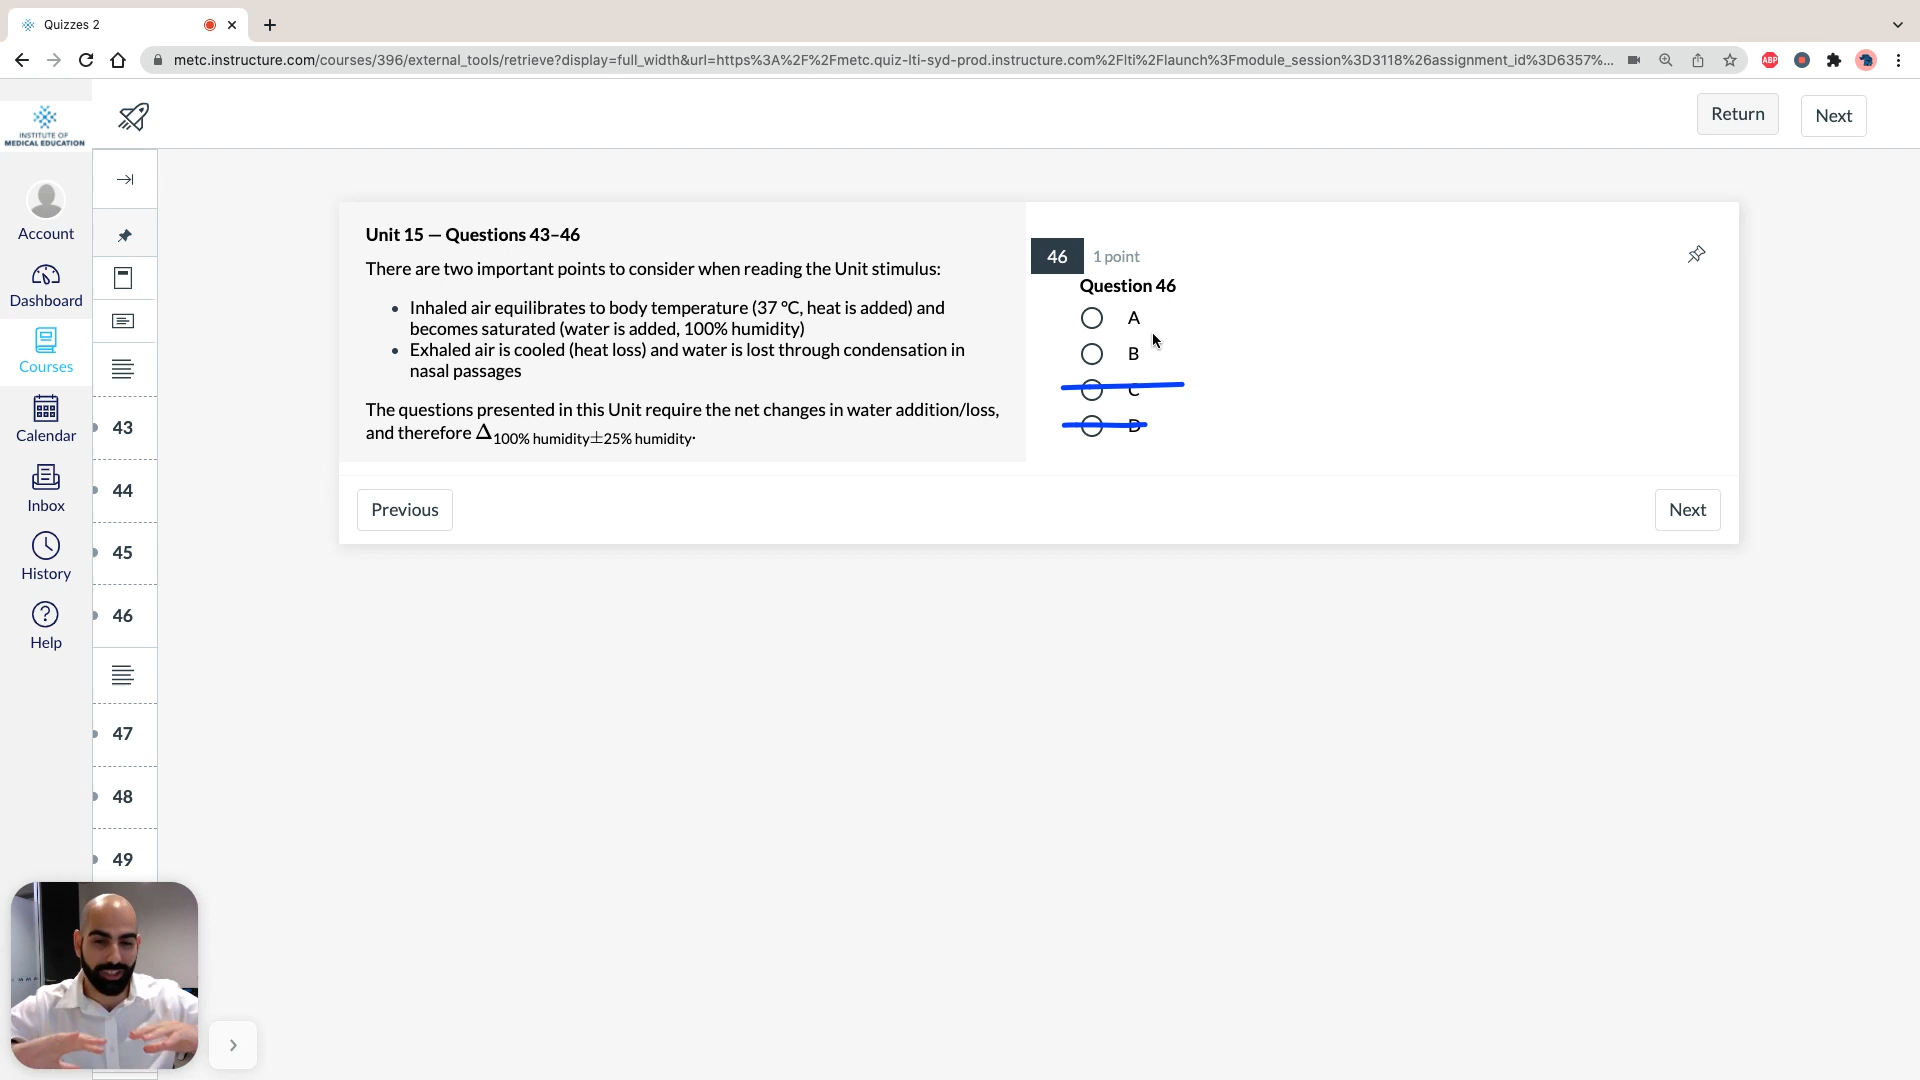 Quizzes 2
metc.instructure.com/courses/396/external_tools/retrieve?display=full_width&url=https%3A%2F%2Fmetc.quiz-lti-syd-prod.instructure.com%2Flti%2Flaunch%3Fmodule_session%3D3118%26assignment_id%3D6357%...
ABP
INSTITUTE OF
MEDICAL EDUCATION
Return
Next
Account
Dashboard
Courses
Calendar
Inbox
History
Help
43
44
45
46
47
48
49
Unit 15 — Questions 43–46
There are two important points to consider when reading the Unit stimulus:
• Inhaled air equilibrates to body temperature (37 °C, heat is added) and
becomes saturated (water is added, 100% humidity)
• Exhaled air is cooled (heat loss) and water is lost through condensation in
nasal passages
The questions presented in this Unit require the net changes in water addition/loss,
and therefore Δ100% humidity±25% humidity.
46
1 point
Question 46
A
B
C
D
Previous
Next